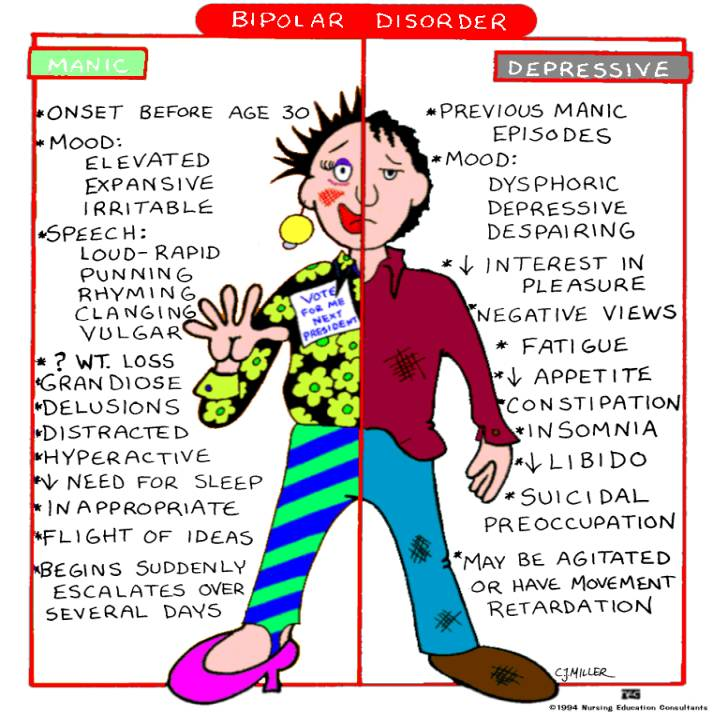 BIPOLAR DISORDER
MANIC
*ONSET BEFORE AGE 30
*MOOD:
ELEVATED
EXPANSIVE
IRRITABLE
*SPEECH:
LOUD-RAPID
PUNNING
RHYMING
CLANGING
VULGAR
*? WT. LOSS
*GRANDIOSE
*DELUSIONS
*DISTRACTED
*HYPERACTIVE
*↓ NEED FOR SLEEP
*INAPPROPRIATE
*FLIGHT OF IDEAS
*BEGINS SUDDENLY
ESCALATES OVER
SEVERAL DAYS
VOTE
FOR ME
NEXT
PRESIDENT
DEPRESSIVE
*PREVIOUS MANIC
EPISODES
*MOOD:
DYSPHORIC
DEPRESSIVE
DESPAIRING
*↓ INTEREST IN
PLEASURE
*NEGATIVE VIEWS
* FATIGUE
*↓ APPETITE
*CONSTIPATION
*INSOMNIA
*↓ LIBIDO
*SUICIDAL
PREOCCUPATION
*MAY BE AGITATED
OR HAVE MOVEMENT
RETARDATION
CJMILLER
©1994 Nursing Education Consultants